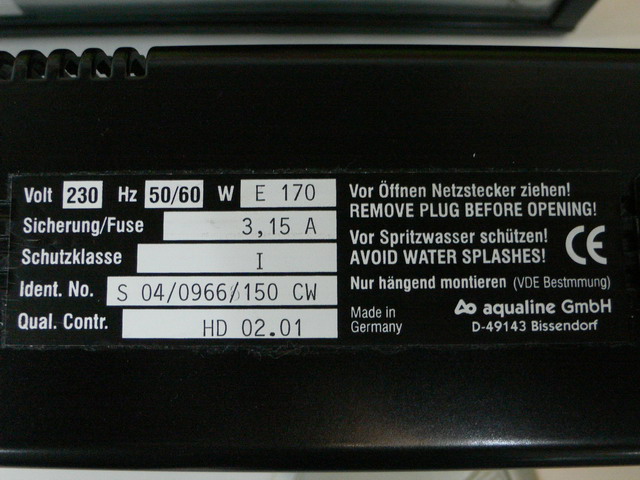 Volt 230 Hz 50/60 W E 170
Sicherung/Fuse 3,15 A
Schutzklasse I
Ident. No. S 04/0966/150 CW
Qual. Contr. HD 02.01
Vor Öffnen Netzstecker ziehen!
REMOVE PLUG BEFORE OPENING!
Vor Spritzwasser schützen!
AVOID WATER SPLASHES!
CE
Nur hängend montieren (VDE Bestmmung)
Made in
Germany
aqualine GmbH
D-49143 Bissendorf